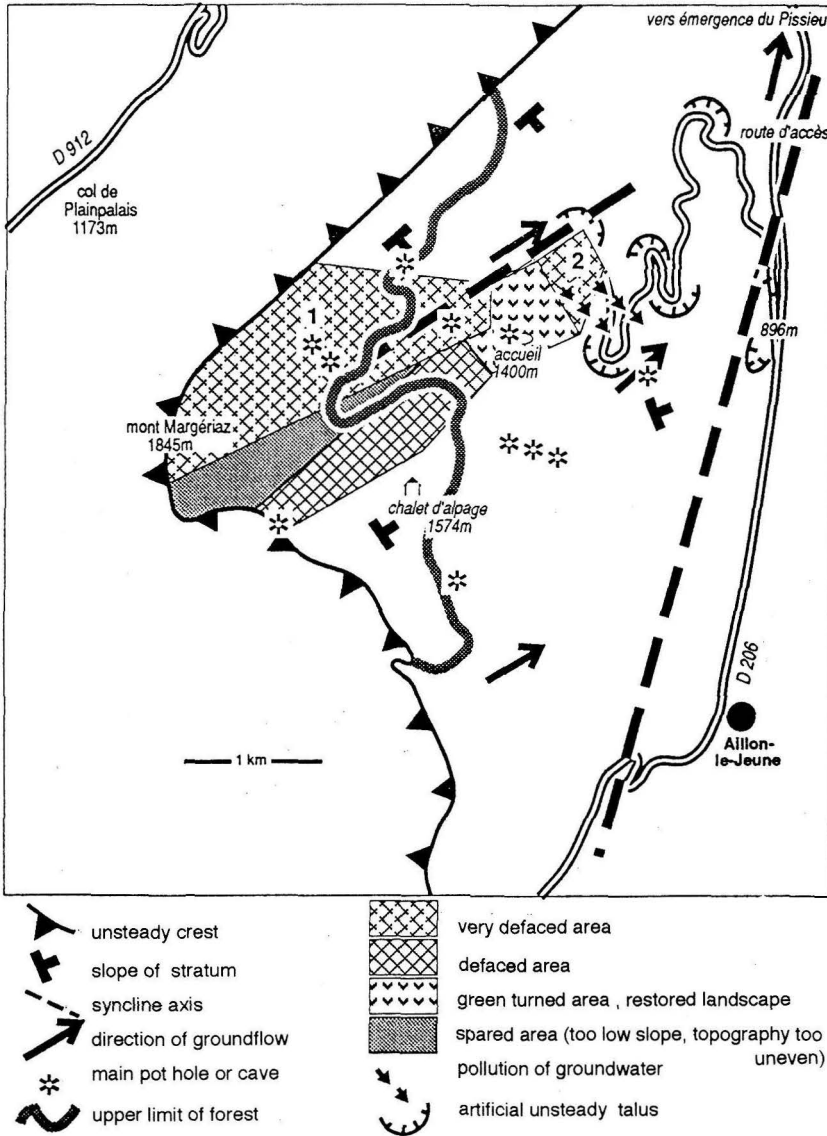 vers émergence du Pissieu
D 912
route d'accès
col de
Plainpalais
1173m
2
1
896m
accueil
1400m
mont Margériaz
1845m
chalet d'alpage
1574m
D 206
1 km
Aillon-
le-Jeune
unsteady crest
slope of stratum
syncline axis
direction of groundflow
main pot hole or cave
upper limit of forest
very defaced area
defaced area
green turned area , restored landscape
spared area (too low slope, topography too
uneven)
pollution of groundwater
artificial unsteady talus